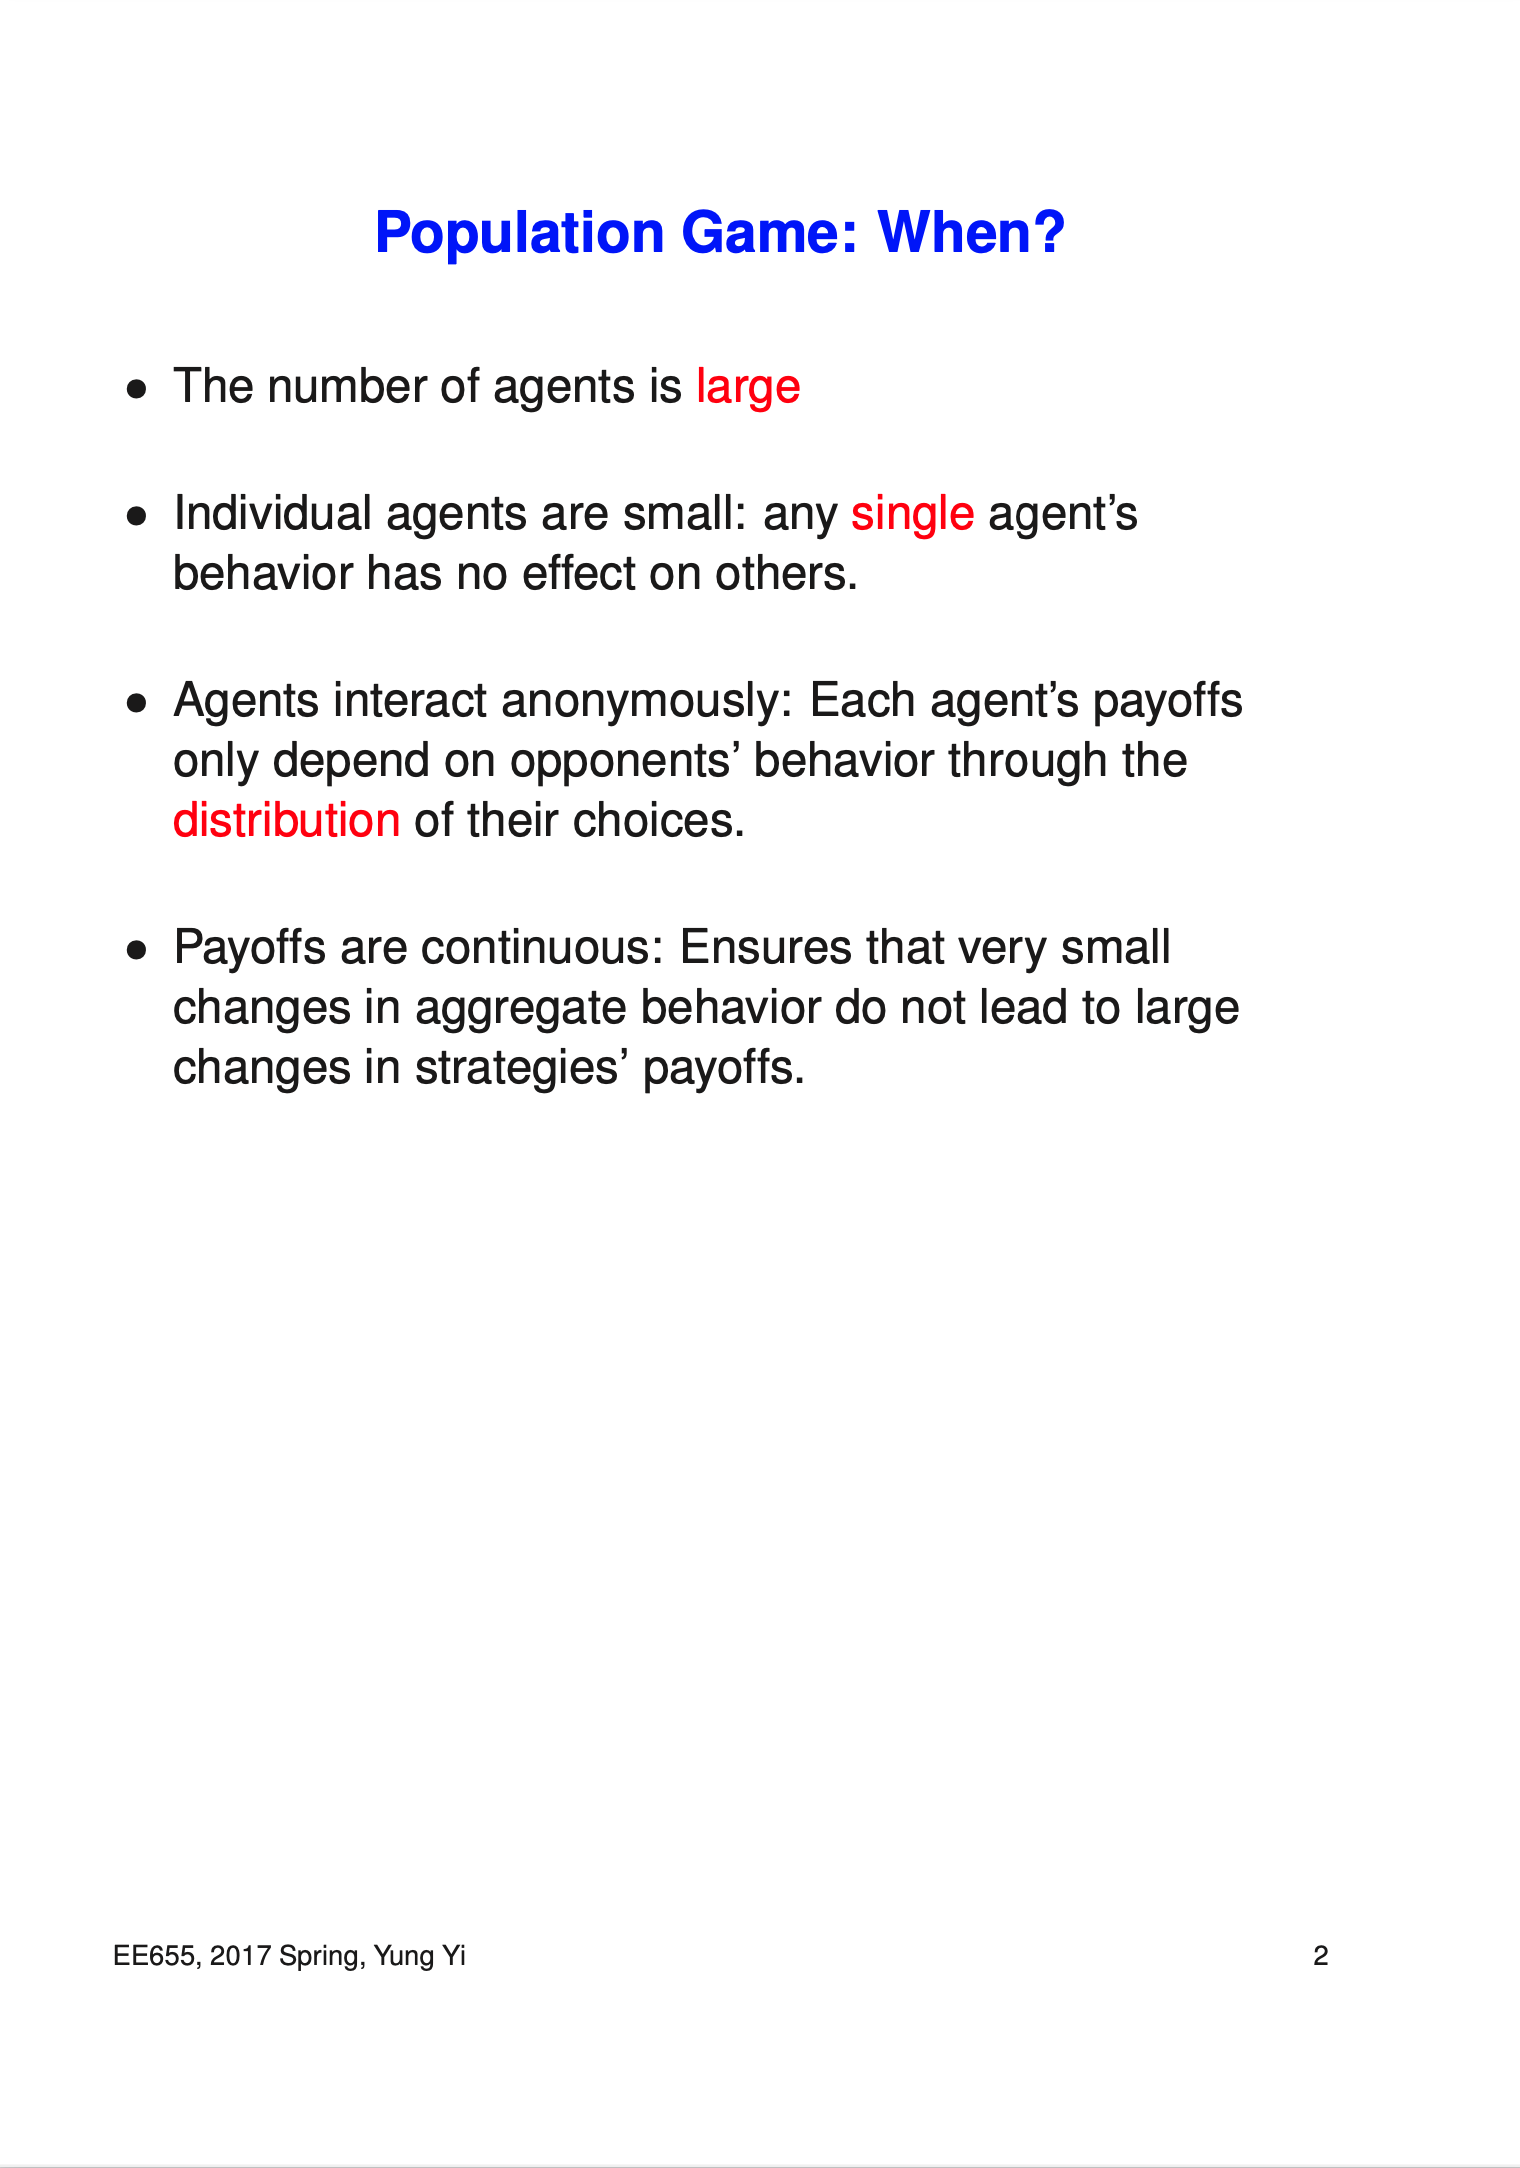 Population Game: When?
• The number of agents is large
• Individual agents are small: any single agent’s
behavior has no effect on others.
• Agents interact anonymously: Each agent’s payoffs
only depend on opponents’ behavior through the
distribution of their choices.
• Payoffs are continuous: Ensures that very small
changes in aggregate behavior do not lead to large
changes in strategies’ payoffs.
EE655, 2017 Spring, Yung Yi
2